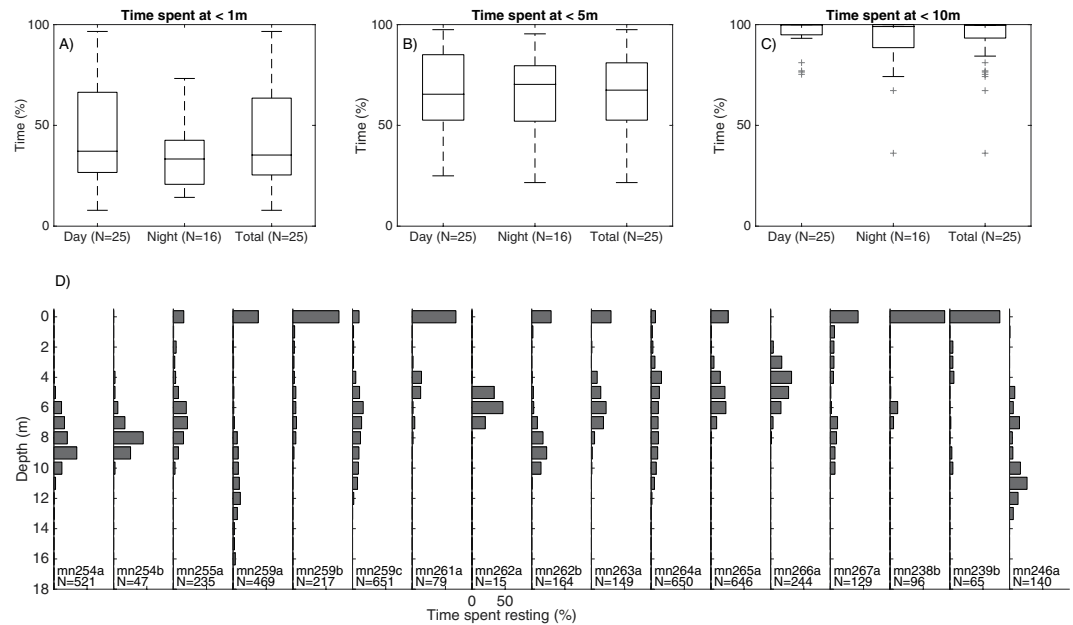 Time spent at < 1m
Time spent at < 5m
Time spent at < 10m
A)
B)
C)
100
50
0
Time (%)
Day (N=25) Night (N=16) Total (N=25)
100
50
0
Time (%)
Day (N=25) Night (N=16) Total (N=25)
100
50
0
Time (%)
Day (N=25) Night (N=16) Total (N=25)
D)
0
2
4
6
8
10
12
14
16
18
Depth (m)
mn254a mn254b mn255a mn259a mn259b mn259c mn261a mn262a mn262b mn263a mn264a mn265a mn266a mn267a mn238b mn239b mn246a
N=521 N=47 N=235 N=469 N=217 N=651 N=79 N=15 N=164 N=149 N=650 N=646 N=244 N=129 N=96 N=65 N=140
0 50
Time spent resting (%)